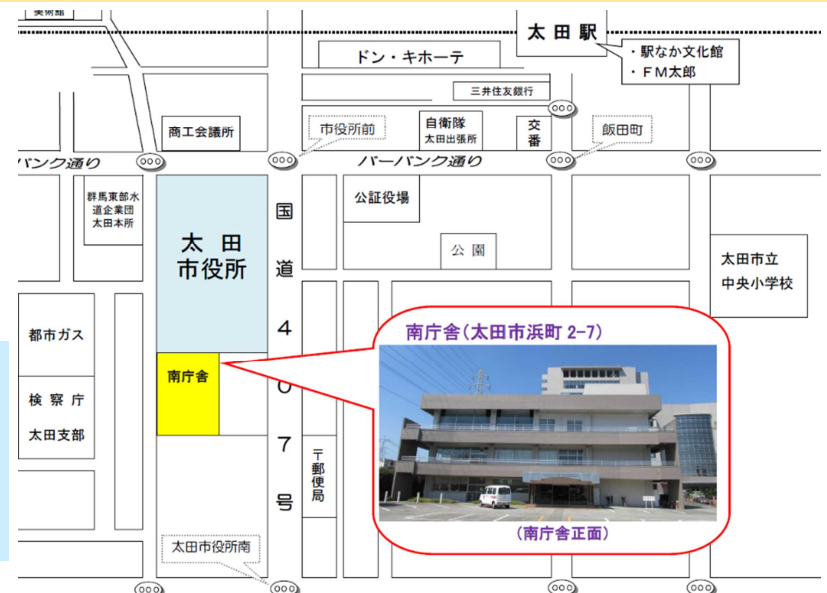 美術館
太田駅
・駅なか文化館
・FM太郎
ドン・キホーテ
三井住友銀行
商工会議所
市役所前
自衛隊
太田出張所
交番
飯田町
バンク通り
バーバンク通り
群馬東部水
道企業団
太田本所
太田
市役所
国道407号
公証役場
公園
太田市立
中央小学校
都市ガス
南庁舎
検察庁
太田支部
南庁舎(太田市浜町2-7)
(南庁舎正面)
〒郵便局
太田市役所南